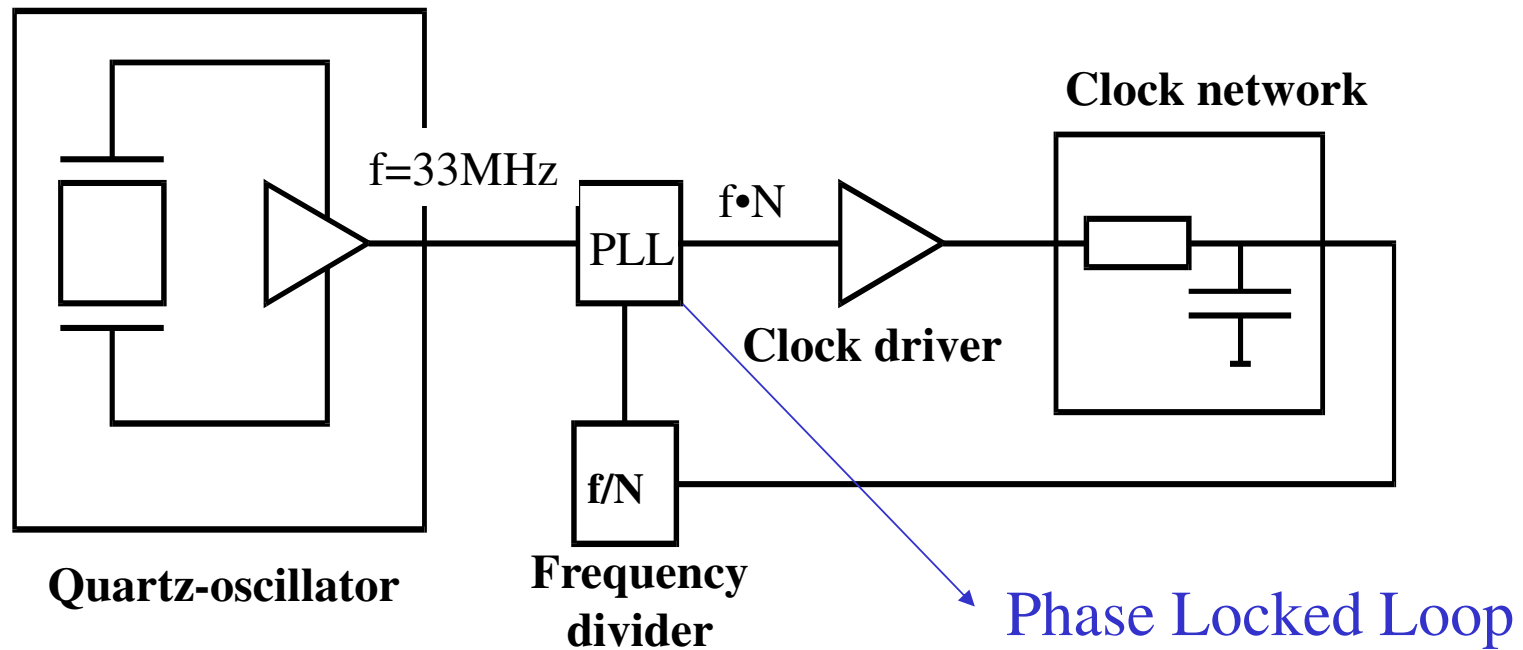 Clock network
f=33MHz
f•N
PLL
Clock driver
f/N
Quartz-oscillator
Frequency
divider
Phase Locked Loop